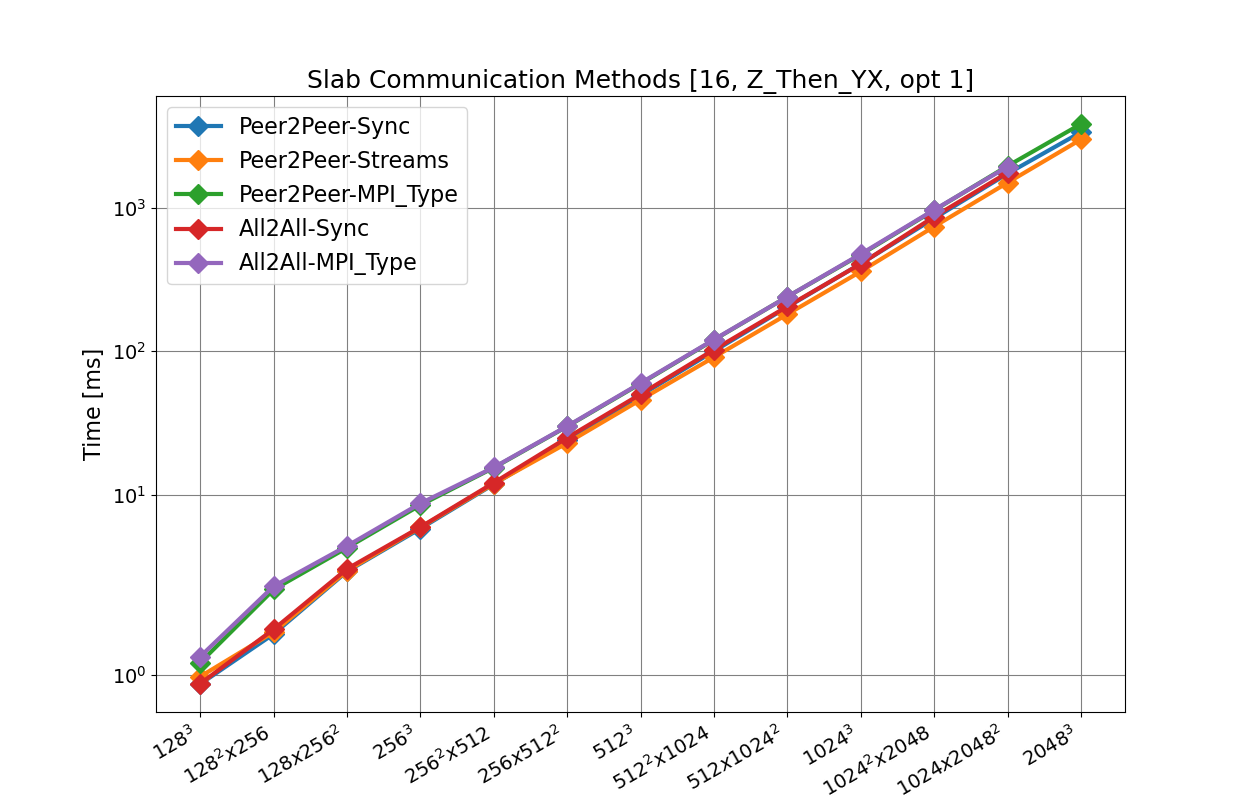 Slab Communication Methods [16, Z_Then_YX, opt 1]
Peer2Peer-Sync
Peer2Peer-Streams
Peer2Peer-MPI_Type
All2All-Sync
All2All-MPI_Type
Time [ms]
10³
10²
10¹
10⁰
128³
128²x256
128x256²
256³
256²x512
256x512²
512³
512²x1024
512x1024²
1024³
1024²x2048
1024x2048²
2048³